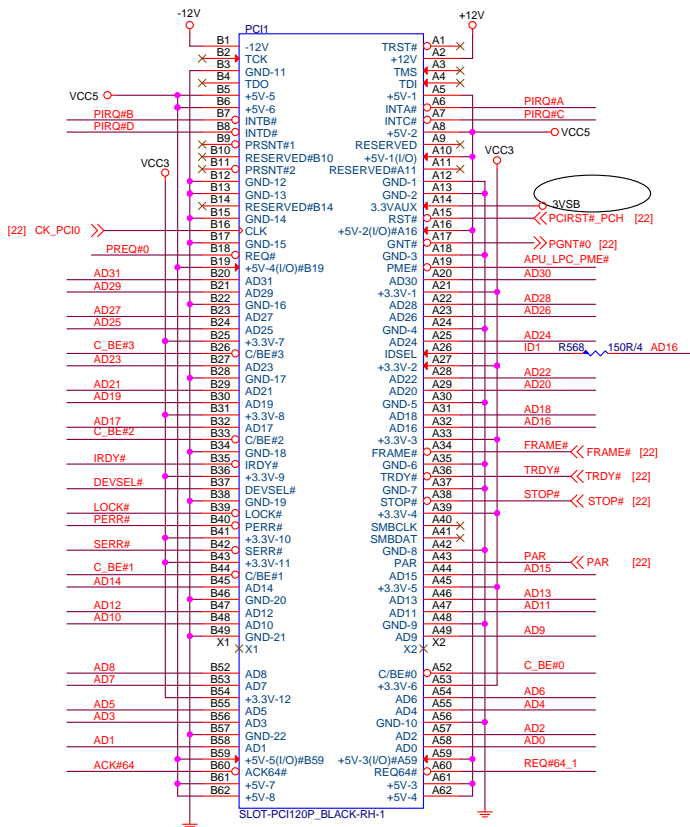 -12V +12V
PCI1
B1 -12V TRST# A1
B2 TCK +12V A2
B3 GND-11 TMS A3
B4 TDO TDI A4
VCC5 B5 +5V-5 +5V-1 A5
B6 +5V-6 INTA# A6 PIRQ#A
PIRQ#B B7 INTB# INTC# A7 PIRQ#C
PIRQ#D B8 INTD# +5V-2 A8 VCC5
B9 PRSNT#1 RESERVED A9
B10 RESERVED#B10 +5V-1(I/O) A10
VCC3 B11 PRSNT#2 RESERVED#A11 A11 VCC3
B12 GND-12 GND-1 A12
B13 GND-13 GND-2 A13
B14 RESERVED#B14 3.3VAUX A14 3VSB
B15 GND-14 RST# A15 PCIRST#_PCH [22]
[22] CK_PCI0 B16 CLK +5V-2(I/O)#A16 A16
B17 GND-15 GNT# A17 PGNT#0 [22]
PREQ#0 B18 REQ# GND-3 A18
B19 +5V-4(I/O)#B19 PME# A19 APU_LPC_PME#
AD31 B20 AD31 AD30 A20 AD30
AD29 B21 AD29 +3.3V-1 A21
B22 GND-16 AD28 A22 AD28
AD27 B23 AD27 AD26 A23 AD26
AD25 B24 AD25 GND-4 A24
B25 +3.3V-7 AD24 A25 AD24
C_BE#3 B26 C/BE#3 IDSEL A26 ID1 R568 150R/4 AD16
AD23 B27 AD23 +3.3V-2 A27
B28 GND-17 AD22 A28 AD22
AD21 B29 AD21 AD20 A29 AD20
AD19 B30 AD19 GND-5 A30
B31 +3.3V-8 AD18 A31 AD18
AD17 B32 AD17 AD16 A32 AD16
C_BE#2 B33 C/BE#2 +3.3V-3 A33
B34 GND-18 FRAME# A34 FRAME# FRAME# [22]
IRDY# B35 IRDY# GND-6 A35
B36 +3.3V-9 TRDY# A36 TRDY# TRDY# [22]
DEVSEL# B37 DEVSEL# GND-7 A37
B38 GND-19 STOP# A38 STOP# STOP# [22]
LOCK# B39 LOCK# +3.3V-4 A39
PERR# B40 PERR# SMBCLK A40
B41 +3.3V-10 SMBDAT A41
SERR# B42 SERR# GND-8 A42
B43 +3.3V-11 PAR A43 PAR PAR [22]
C_BE#1 B44 C/BE#1 AD15 A44 AD15
AD14 B45 AD14 +3.3V-5 A45
B46 GND-20 AD13 A46 AD13
AD12 B47 AD12 AD11 A47 AD11
AD10 B48 AD10 GND-9 A48
B49 GND-21 AD9 A49 AD9
X1 X1 X2 X2
AD8 B52 AD8 C/BE#0 A52 C_BE#0
AD7 B53 AD7 +3.3V-6 A53
B54 +3.3V-12 AD6 A54 AD6
AD5 B55 AD5 AD4 A55 AD4
AD3 B56 AD3 GND-10 A56
B57 GND-22 AD2 A57 AD2
AD1 B58 AD1 AD0 A58 AD0
B59 +5V-5(I/O)#B59 +5V-3(I/O)#A59 A59
ACK#64 B60 ACK64# REQ64# A60 REQ#64_1
B61 +5V-7 +5V-3 A61
B62 +5V-8 +5V-4 A62
SLOT-PCI120P_BLACK-RH-1